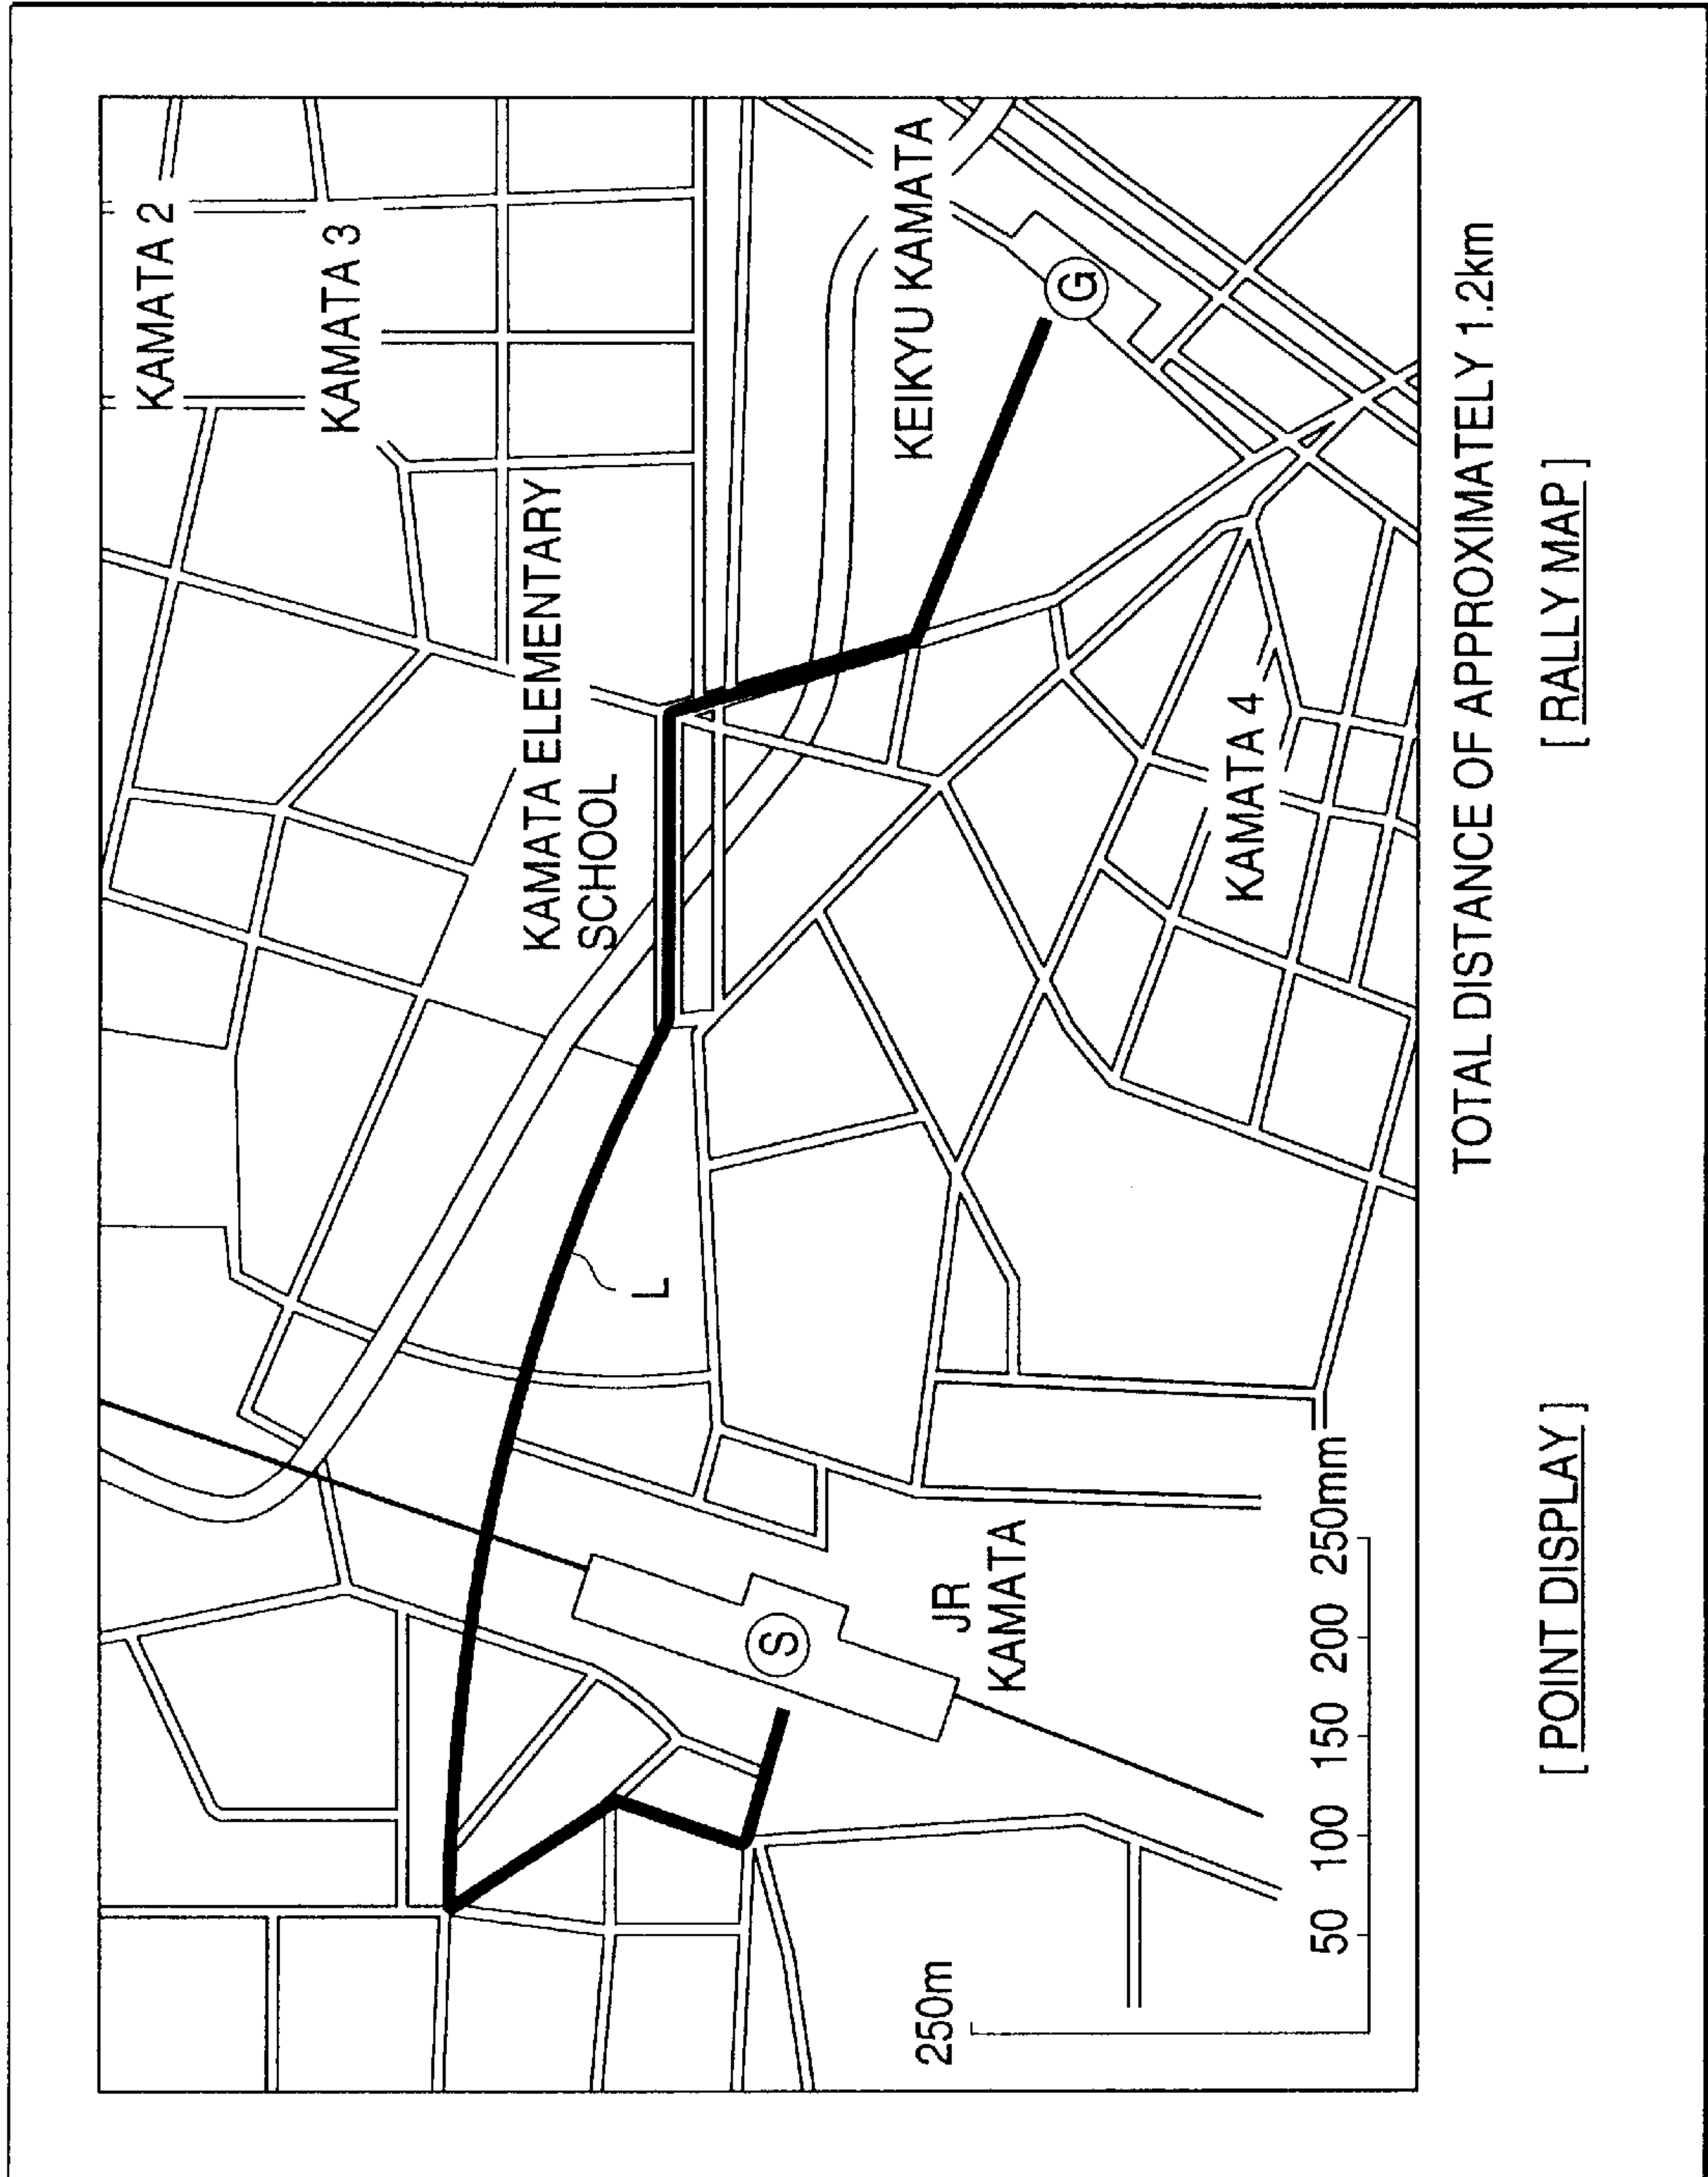 KAMATA 2
KAMATA 3
KAMATA ELEMENTARY
SCHOOL
L
S
KEIKYU KAMATA
G
JR
KAMATA
KAMATA 4
250m
50 100 150 200 250mm
TOTAL DISTANCE OF APPROXIMATELY 1.2km
[ POINT DISPLAY ]
[ RALLY MAP ]